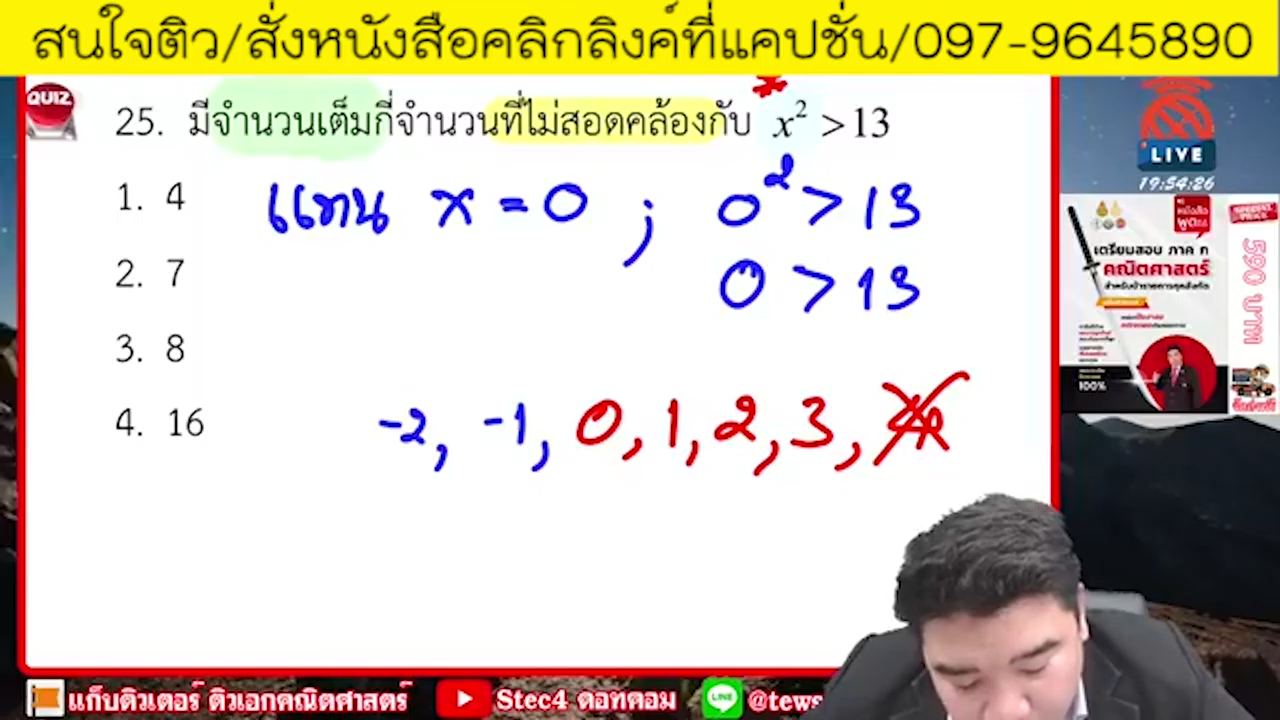 สนใจติว/สั่งหนังสือคลิกลิงค์ที่แคปชั่น/097-9645890
QUIZ
25. มีจำนวนเต็มกี่จำนวนที่ไม่สอดคล้องกับ x² >13
1. 4
2. 7
3. 8
4. 16
แทน x = 0 ; 0² > 13
0 > 13
-2, -1, 0, 1, 2, 3,
LIVE
19:54:26
หนังสือ
เตรียมสอบ ภาค ก
คณิตศาสตร์
100%
590 บาท
แก็บติวเตอร์ ติวเอกคณิตศาสตร์
Stec4 ดอทคอม
LINE
@tews